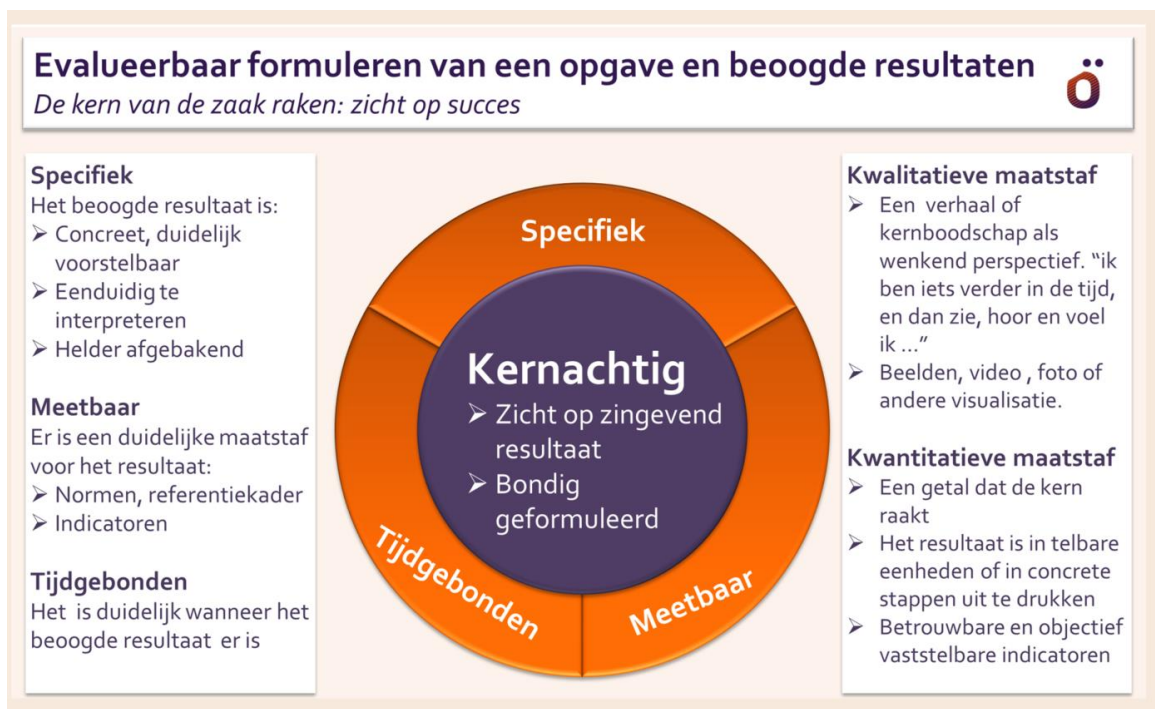 Evalueerbaar formuleren van een opgave en beoogde resultaten
De kern van de zaak raken: zicht op succes
ö
Specifiek
Het beoogde resultaat is:
➢ Concreet, duidelijk
voorstelbaar
➢ Eenduidig te
interpreteren
➢ Helder afgebakend
Meetbaar
Er is een duidelijke maatstaf
voor het resultaat:
➢ Normen, referentiekader
➢ Indicatoren
Tijdgebonden
Het is duidelijk wanneer het
beoogde resultaat er is
Specifiek
Kernachtig
➢ Zicht op zingevend
resultaat
➢ Bondig
geformuleerd
Tijdgebonden
Meetbaar
Kwalitatieve maatstaf
➢ Een verhaal of
kernboodschap als
wenkend perspectief. “ik
ben iets verder in de tijd,
en dan zie, hoor en voel
ik ...”
➢ Beelden, video , foto of
andere visualisatie.
Kwantitatieve maatstaf
➢ Een getal dat de kern
raakt
➢ Het resultaat is in telbare
eenheden of in concrete
stappen uit te drukken
➢ Betrouwbare en objectief
vaststelbare indicatoren